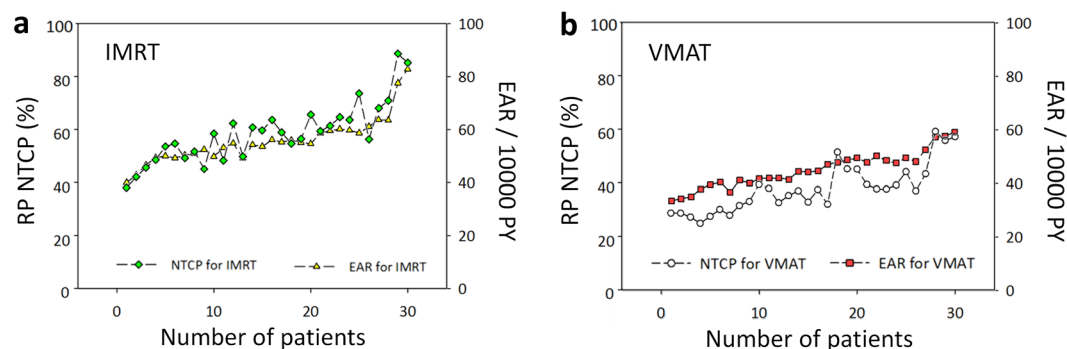 a
IMRT
RP NTCP (%)
100
80
60
40
20
0
100
80
60
40
20
0
EAR / 10000 PY
NTCP for IMRT
EAR for IMRT
0
10
20
30
Number of patients
b
VMAT
RP NTCP (%)
100
80
60
40
20
0
100
80
60
40
20
0
EAR / 10000 PY
NTCP for VMAT
EAR for VMAT
0
10
20
30
Number of patients